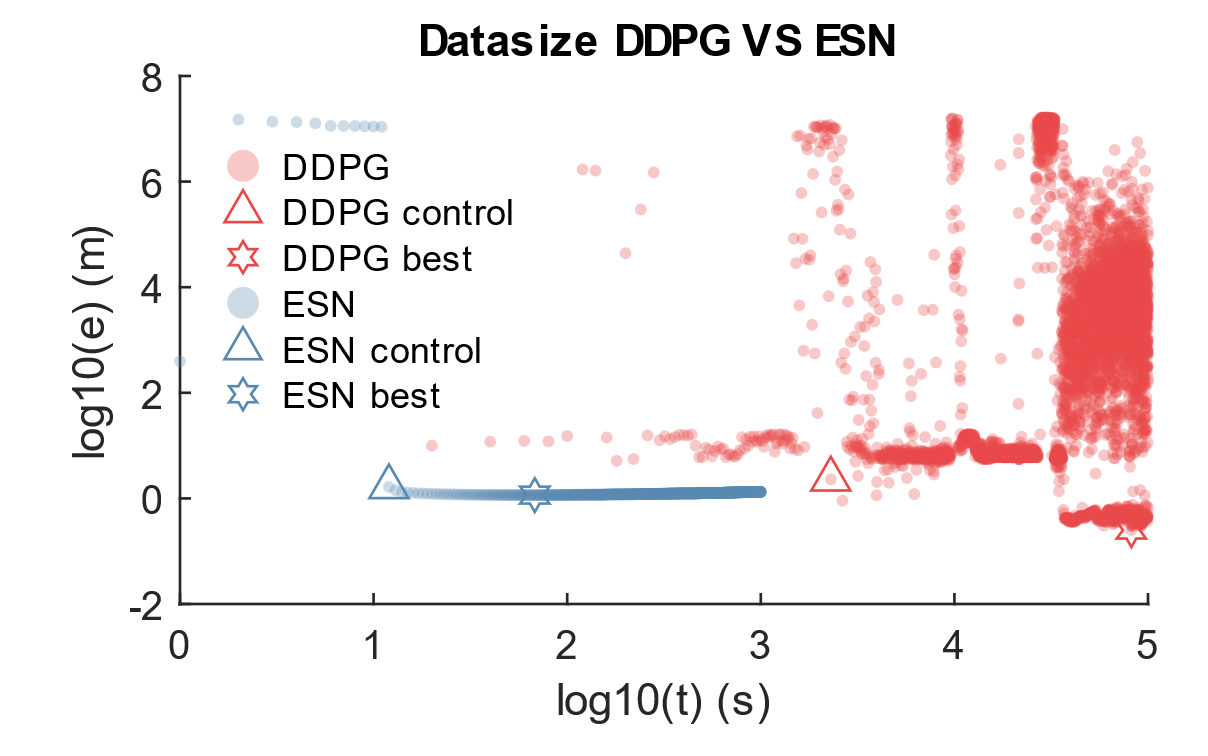 Datasize DDPG VS ESN
8
6
4
2
0
-2
log10(e) (m)
DDPG
DDPG control
DDPG best
ESN
ESN control
ESN best
0 1 2 3 4 5
log10(t) (s)